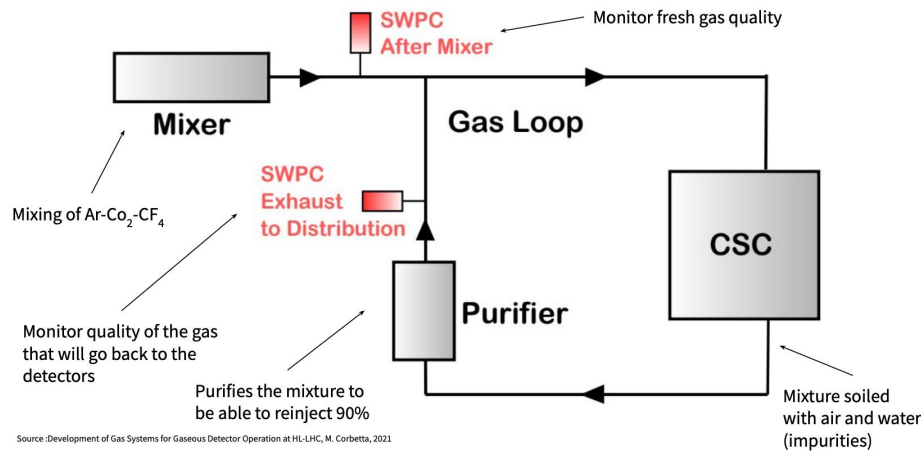 SWPC
After Mixer
Monitor fresh gas quality
Mixer
Gas Loop
Mixing of Ar-Co₂-CF₄
SWPC
Exhaust
to Distribution
CSC
Purifier
Monitor quality of the gas
that will go back to the
detectors
Purifies the mixture to
be able to reinject 90%
Mixture soiled
with air and water
(impurities)
Source :Development of Gas Systems for Gaseous Detector Operation at HL-LHC, M. Corbetta, 2021